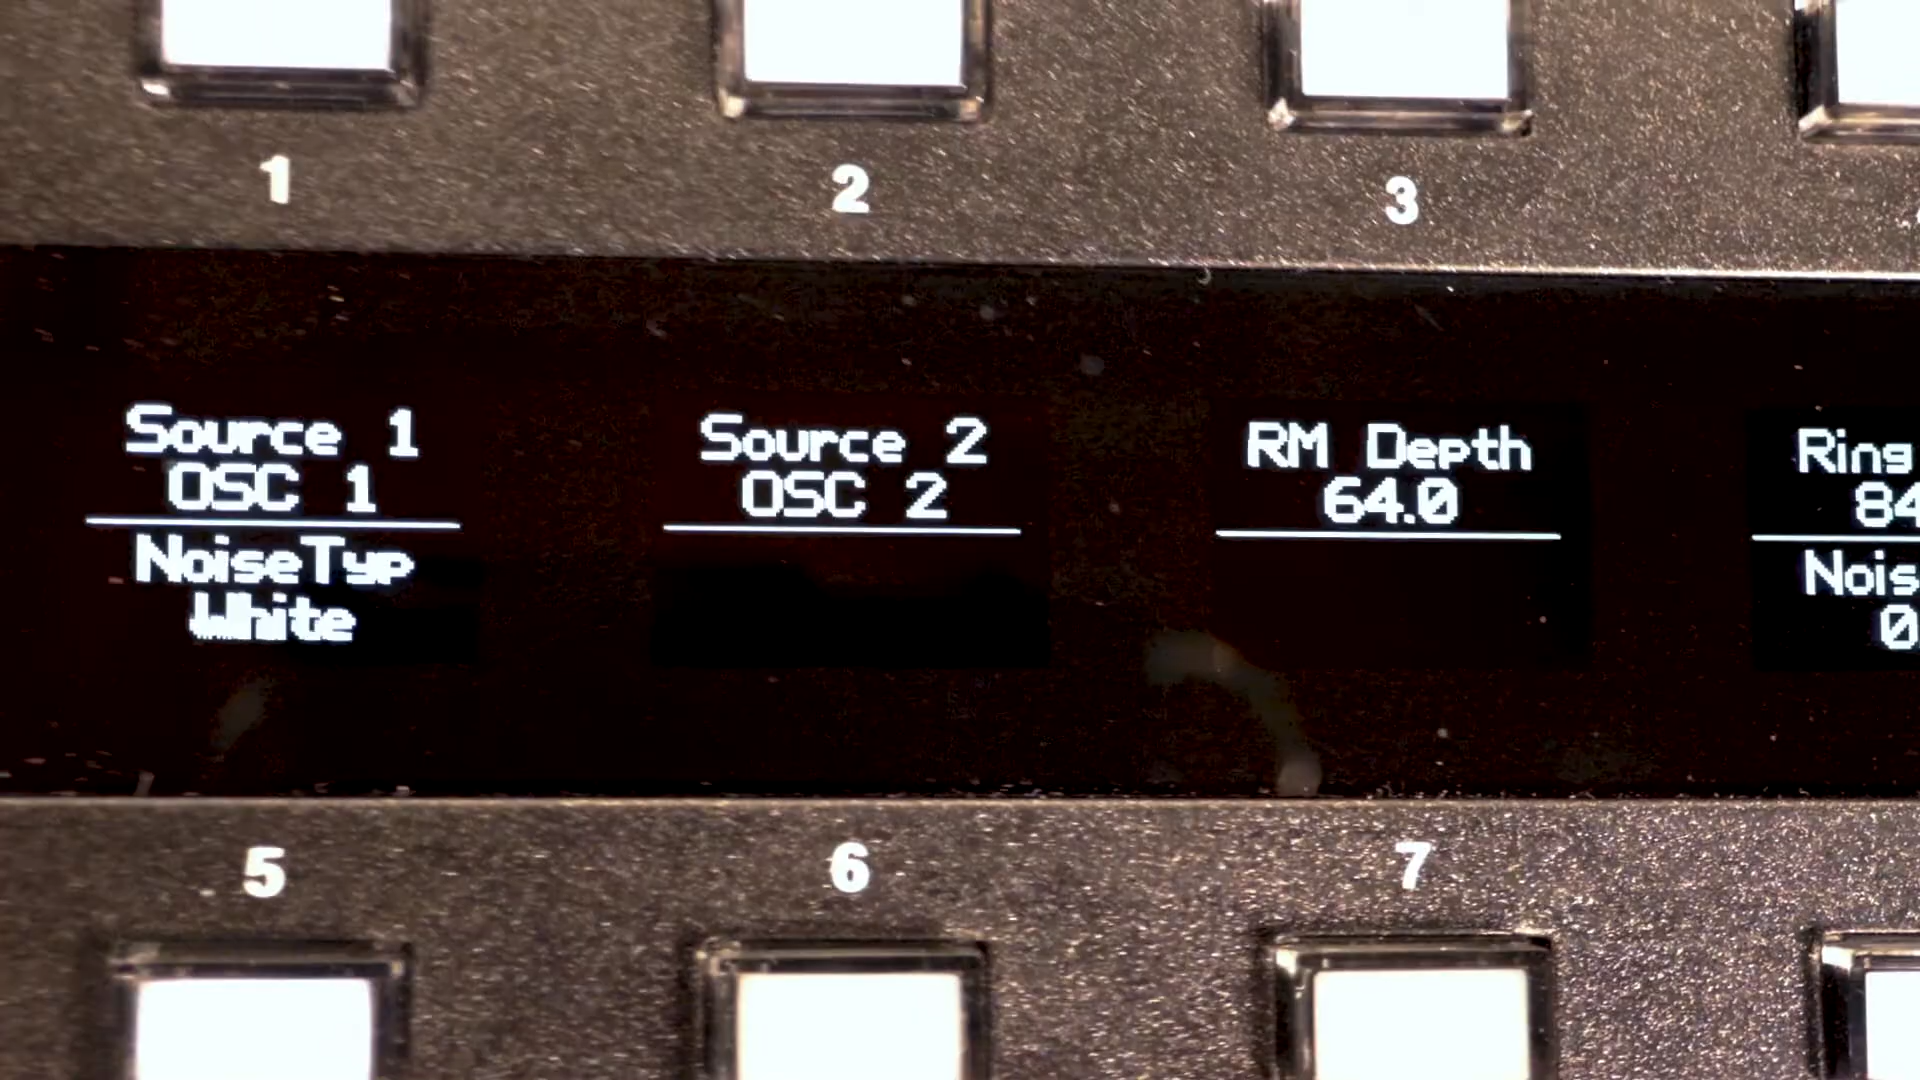 1 2 3
Source 1 Source 2 RM Depth Ring
OSC 1 OSC 2 64.0 84
NoiseTyp Nois
White 0
5 6 7